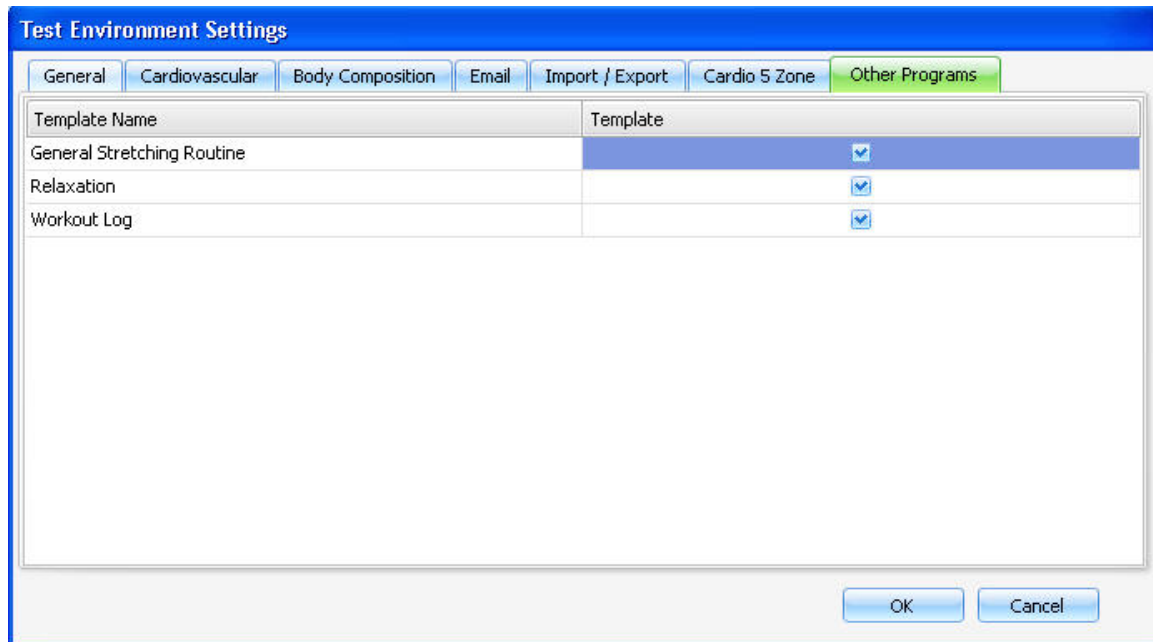 Test Environment Settings
General Cardiovascular Body Composition Email Import / Export Cardio 5 Zone Other Programs
Template Name Template
General Stretching Routine
Relaxation
Workout Log
OK Cancel